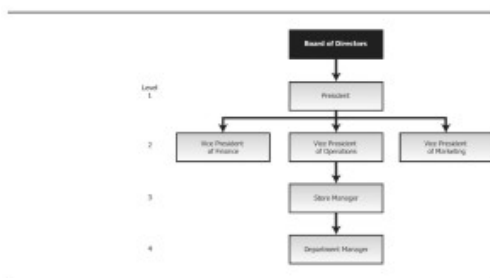 Board of Directors
Level
1
President
2
Vice President
of Finance
Vice President
of Operations
Vice President
of Marketing
3
Store Manager
4
Department Manager